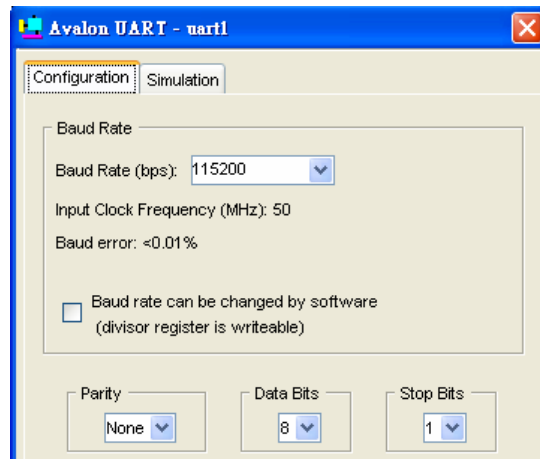 Avalon UART - uart1
Configuration Simulation
Baud Rate
Baud Rate (bps): 115200
Input Clock Frequency (MHz): 50
Baud error: <0.01%
Baud rate can be changed by software
(divisor register is writeable)
Parity Data Bits Stop Bits
None 8 1